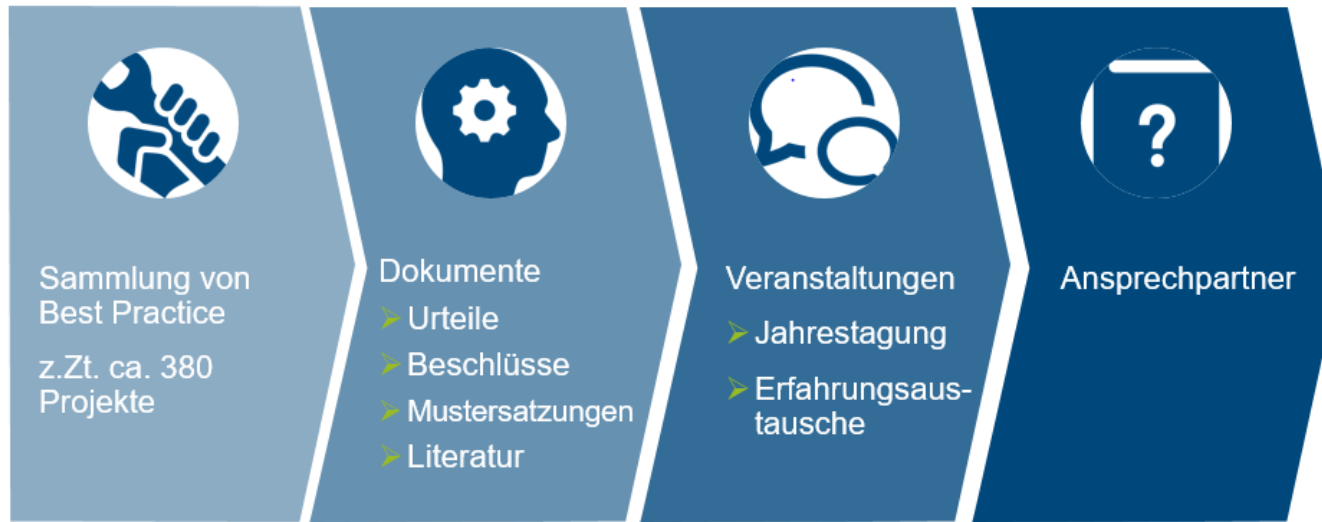 Sammlung von
Best Practice
z.Zt. ca. 380
Projekte
Dokumente
Urteile
Beschlüsse
Mustersatzungen
Literatur
Veranstaltungen
Jahrestagung
Erfahrungsaus-
tausche
?
Ansprechpartner